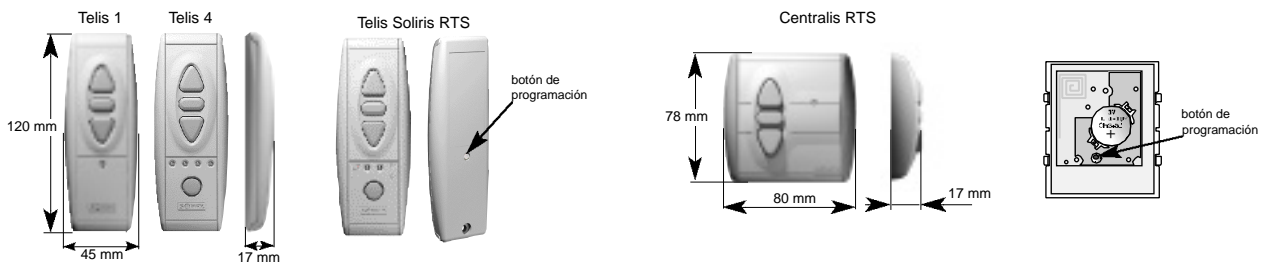 Telis 1
Telis 4
Telis Soliris RTS
Centralis RTS
botón de
programación
120 mm
45 mm
17 mm
78 mm
80 mm
17 mm
botón de
programación
3V
+